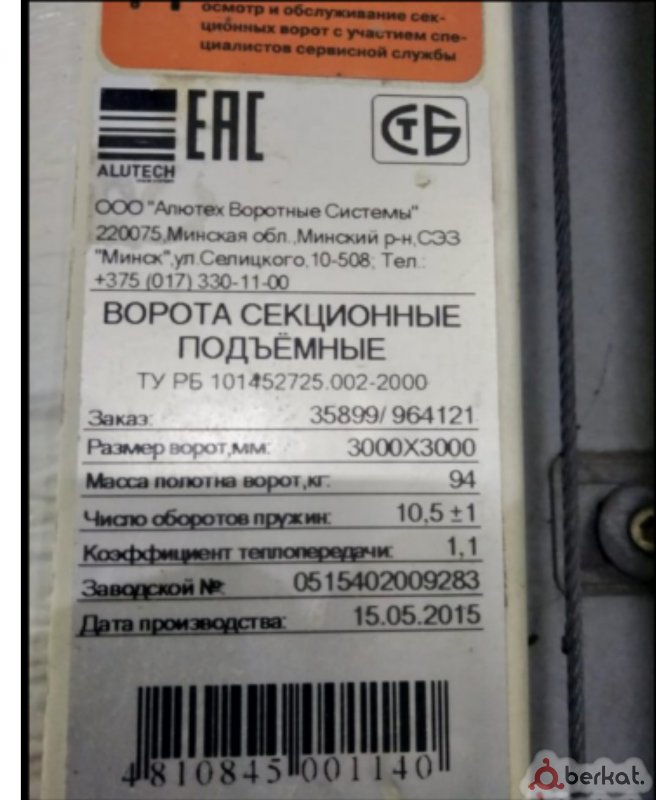 осмотр и обслуживание сек-
ционных ворот с участием спе-
циалистов сервисной службы
EAC
СТБ
ALUTECH
ООО "Алютех Воротные Системы"
220075,Минская обл.,Минский р-н,СЭЗ
"Минск",ул.Селицкого,10-508; Тел.:
+375 (017) 330-11-00
ВОРОТА СЕКЦИОННЫЕ
ПОДЪЁМНЫЕ
ТУ РБ 101452725.002-2000
Заказ: 35899/ 964121
Размер ворот,мм: 3000X3000
Масса полотна ворот,кг: 94
Число оборотов пружин: 10,5 ±1
Коэффициент теплопередачи: 1,1
Заводской №: 0515402009283
Дата производства: 15.05.2015
4 810845 001140
berkat.